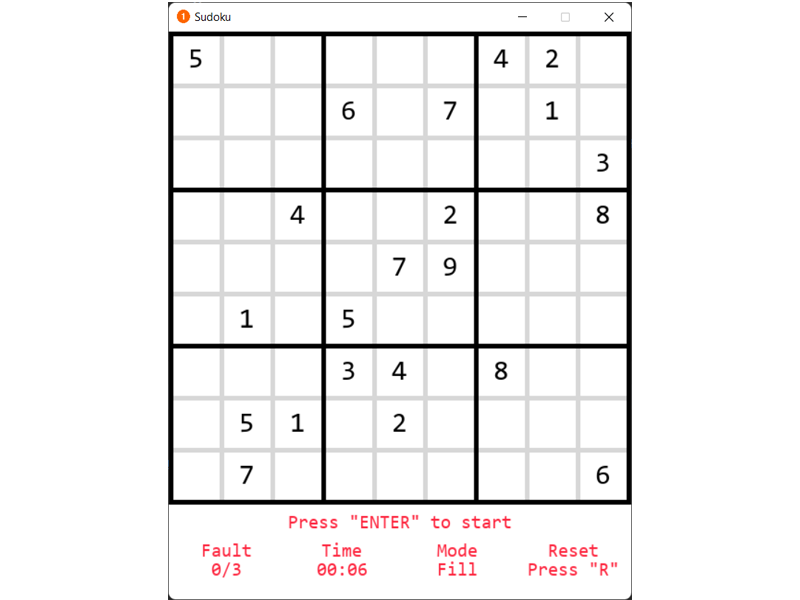 1 Sudoku
5 4 2
6 7 1
3
4 2 8
7 9
1 5
3 4 8
5 1 2
7 6
Press "ENTER" to start
Fault Time Mode Reset
0/3 00:06 Fill Press "R"